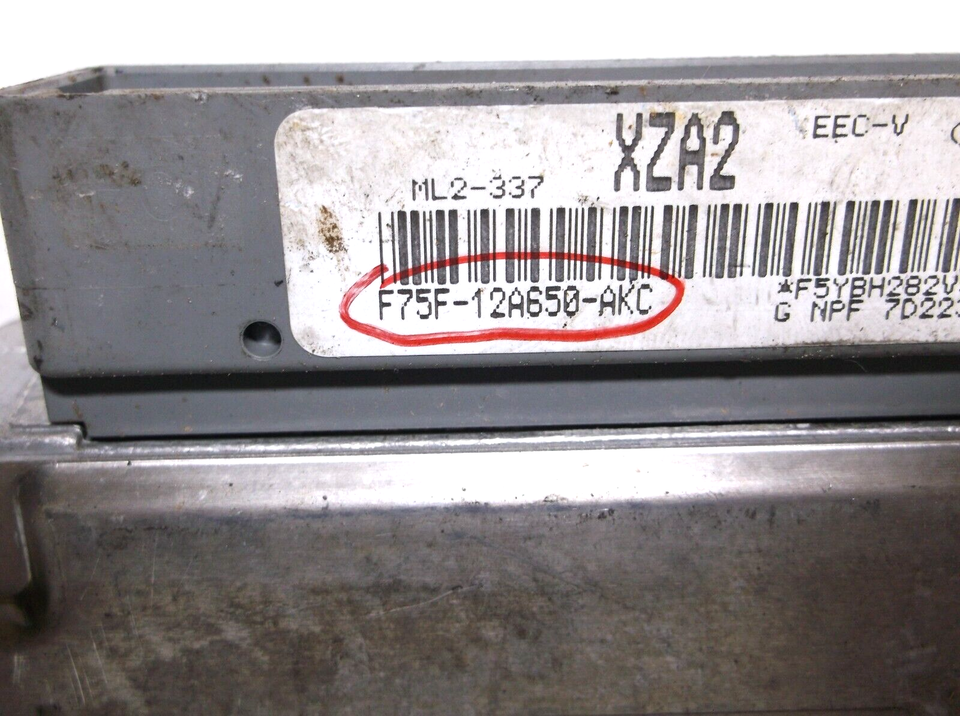 XZA2
EEC-V
ML2-337
F75F-12A650-AKC
*F5YBH282V
G NPF 7D22